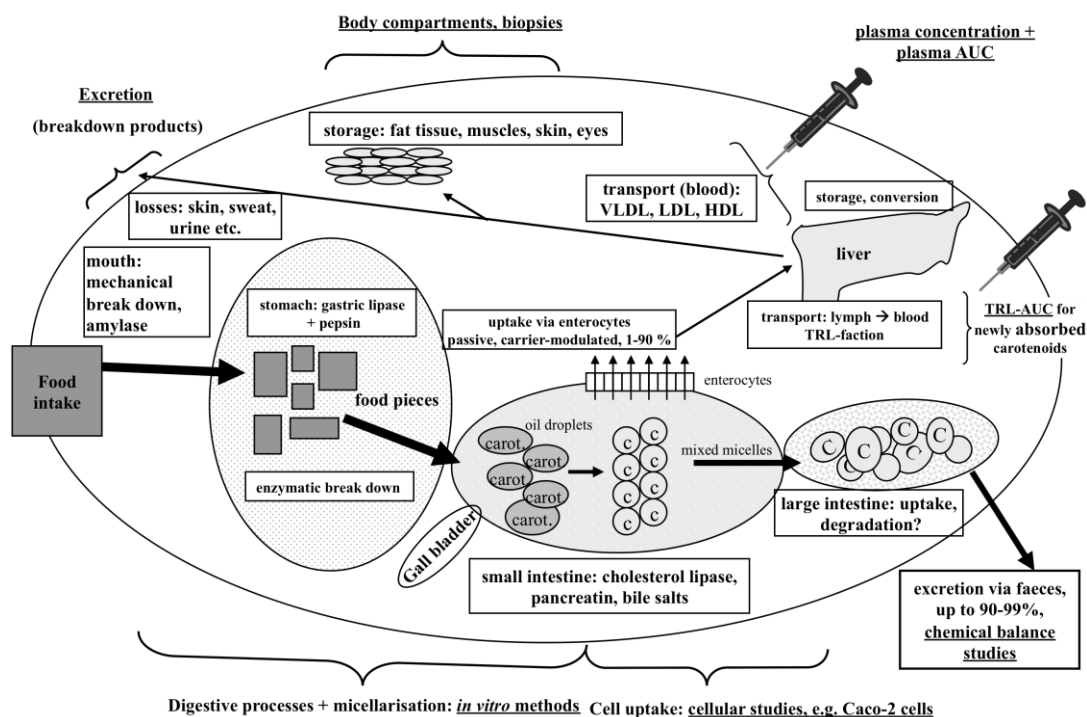 Body compartments, biopsies
plasma concentration +
plasma AUC
Excretion
(breakdown products)
storage: fat tissue, muscles, skin, eyes
losses: skin, sweat,
urine etc.
transport (blood):
VLDL, LDL, HDL
storage, conversion
liver
mouth:
mechanical
break down,
amylase
stomach: gastric lipase
+ pepsin
uptake via enterocytes
passive, carrier-modulated, 1-90 %
transport: lymph → blood
TRL-faction
TRL-AUC for
newly absorbed
carotenoids
Food
intake
food pieces
enterocytes
oil droplets
carot.
carot
carot
carot
carot.
c c
c c
c c
c c
mixed micelles
C
C
C
C
C
enzymatic break down
Gall bladder
large intestine: uptake,
degradation?
small intestine: cholesterol lipase,
pancreatin, bile salts
excretion via faeces,
up to 90-99%,
chemical balance
studies
Digestive processes + micellarisation: in vitro methods
Cell uptake: cellular studies, e.g. Caco-2 cells